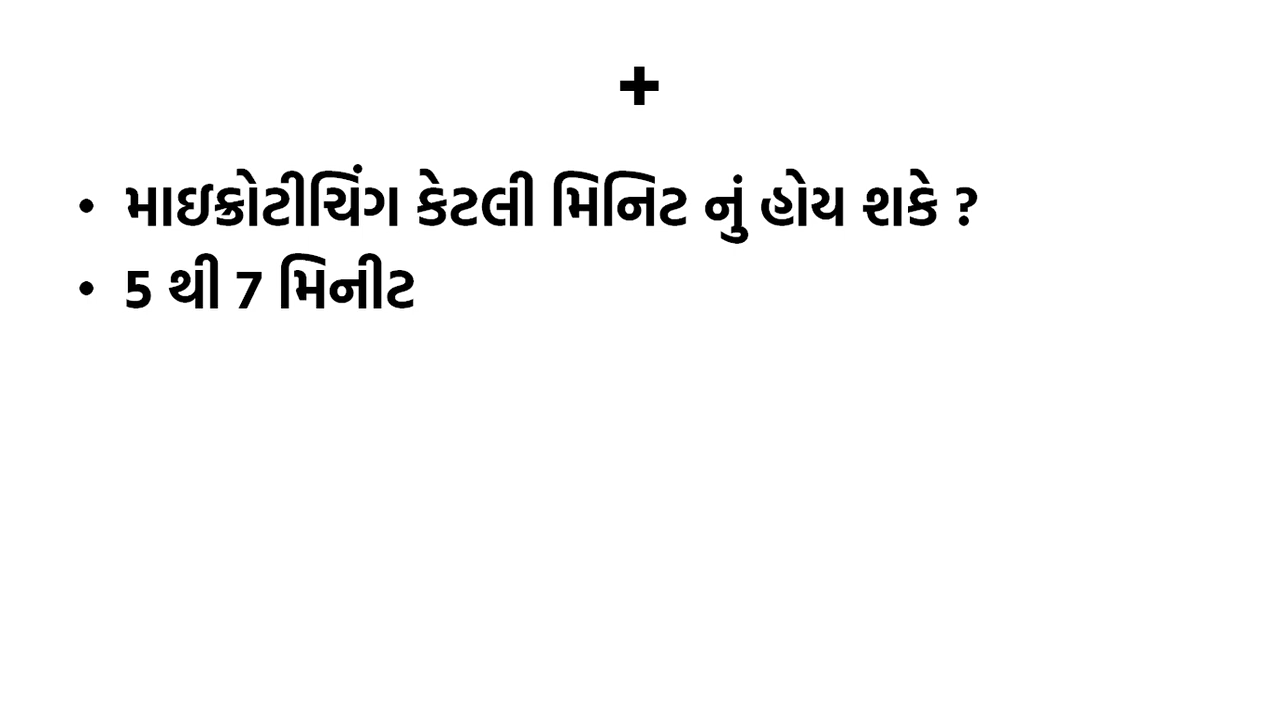 +
• માઇક્રોટીચિંગ કેટલી મિનિટ નું હોય શકે ?
• 5 થી 7 મિનીટ